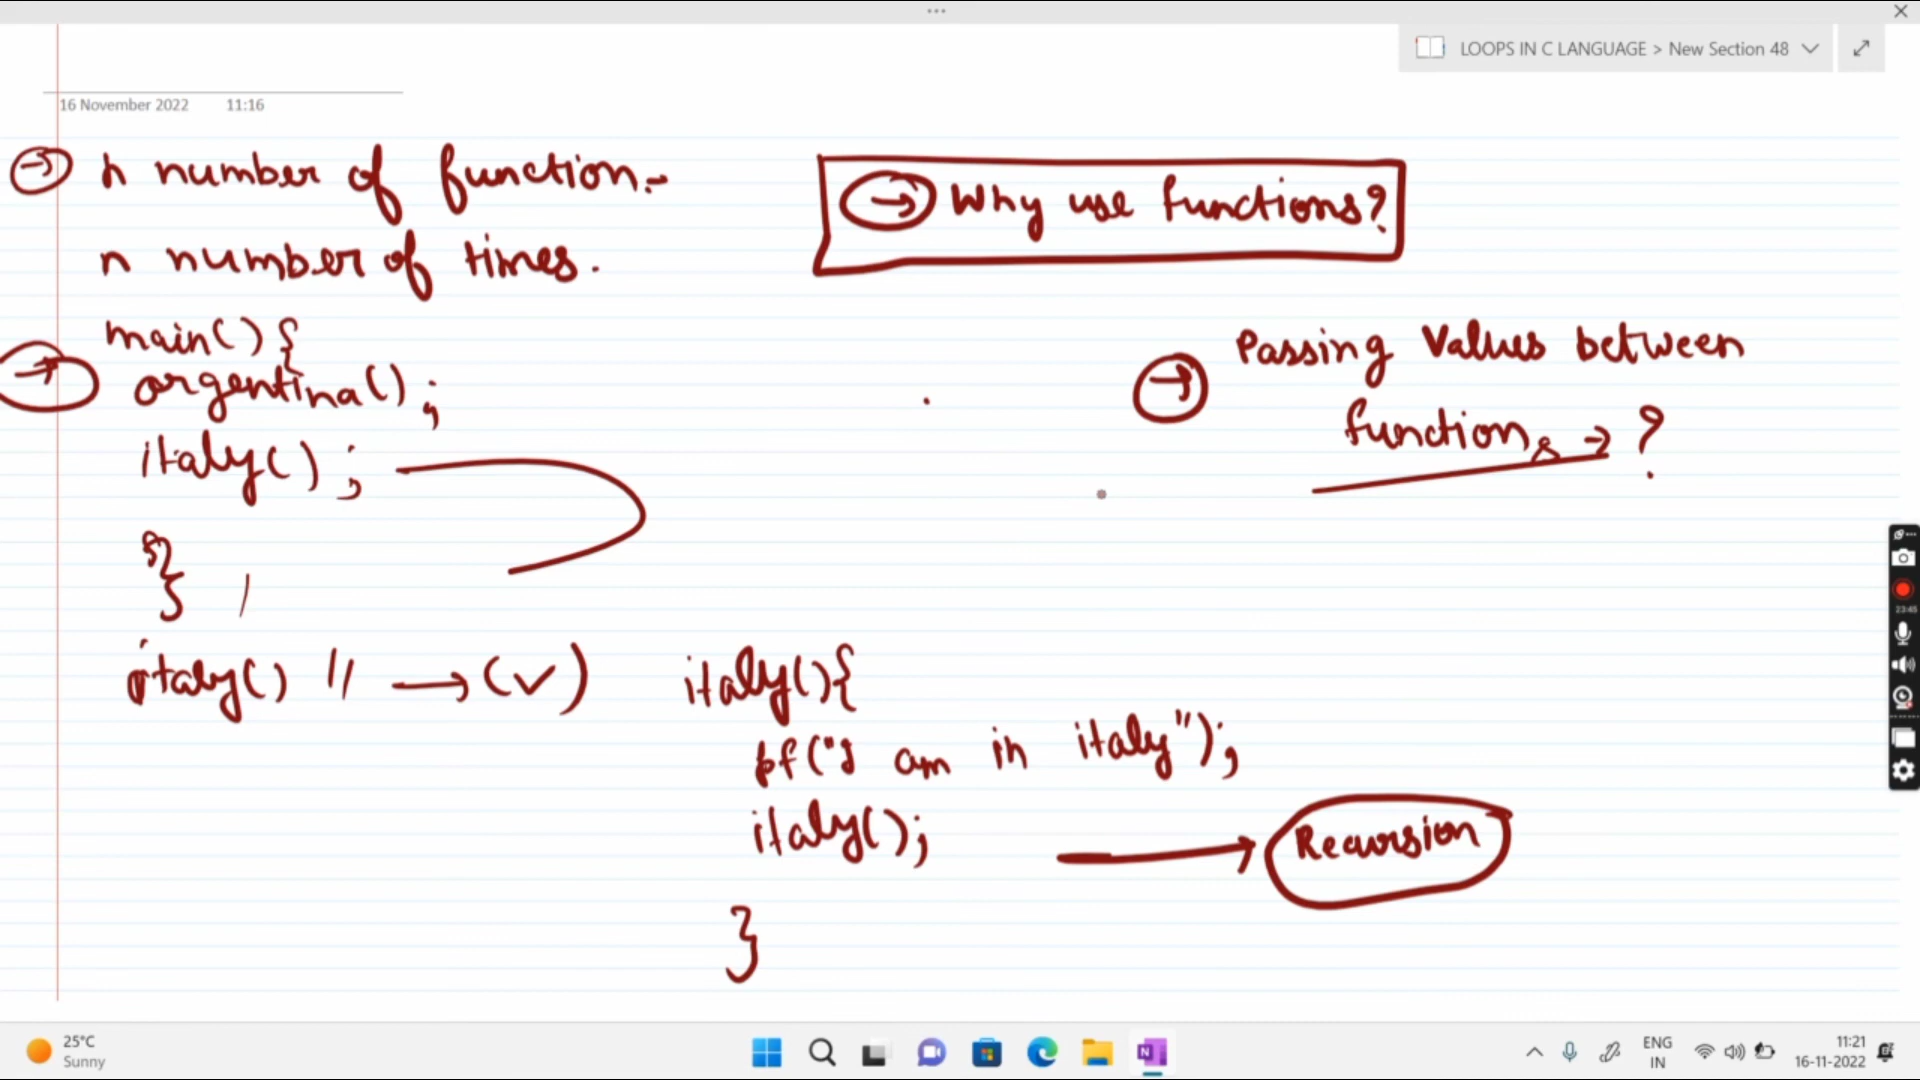 LOOPS IN C LANGUAGE > New Section 48
16 November 2022 11:16
n number of function.
n number of times.
main(){
argentina();
italy();
}
italy() // → (✓)
→ Why use functions?
→ Passing Values between
functions → ?
italy(){
pf("I am in italy");
italy();
→ Recursion
}
23:45
25°C
Sunny
ENG
IN
11:21
16-11-2022